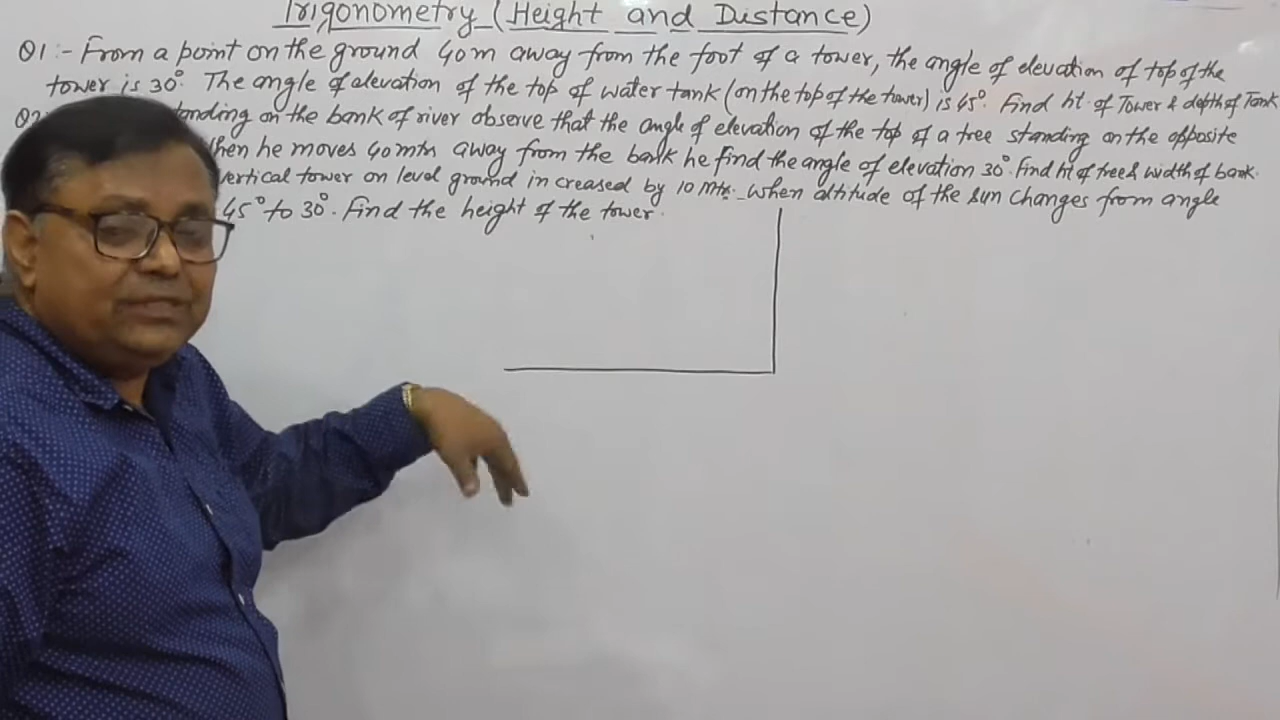 Trigonometry (Height and Distance)
Q1:- From a point on the ground 40m away from the foot of a tower, the angle of elevation of top of the
tower is 30°. The angle of elevation of the top of water tank (on the top of the tower) is 45°. Find ht. of Tower & depth of Tank
Q2: on the bank of river observe that the angle of elevation of the top of a tree standing on the opposite
he moves 40 mtrs away from the bank he find the angle of elevation 30°. Find ht of tree & width of bank.
vertical tower on level ground increased by 10 Mtr. when altitude of the sun changes from angle
45° to 30°. Find the height of the tower.